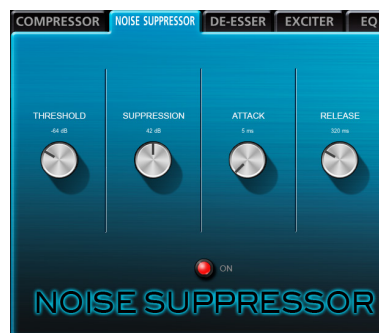 COMPRESSOR NOISE SUPPRESSOR DE-ESSER EXCITER EQ
THRESHOLD SUPPRESSION ATTACK RELEASE
-64 dB 42 dB 5 ms 320 ms
ON
NOISE SUPPRESSOR